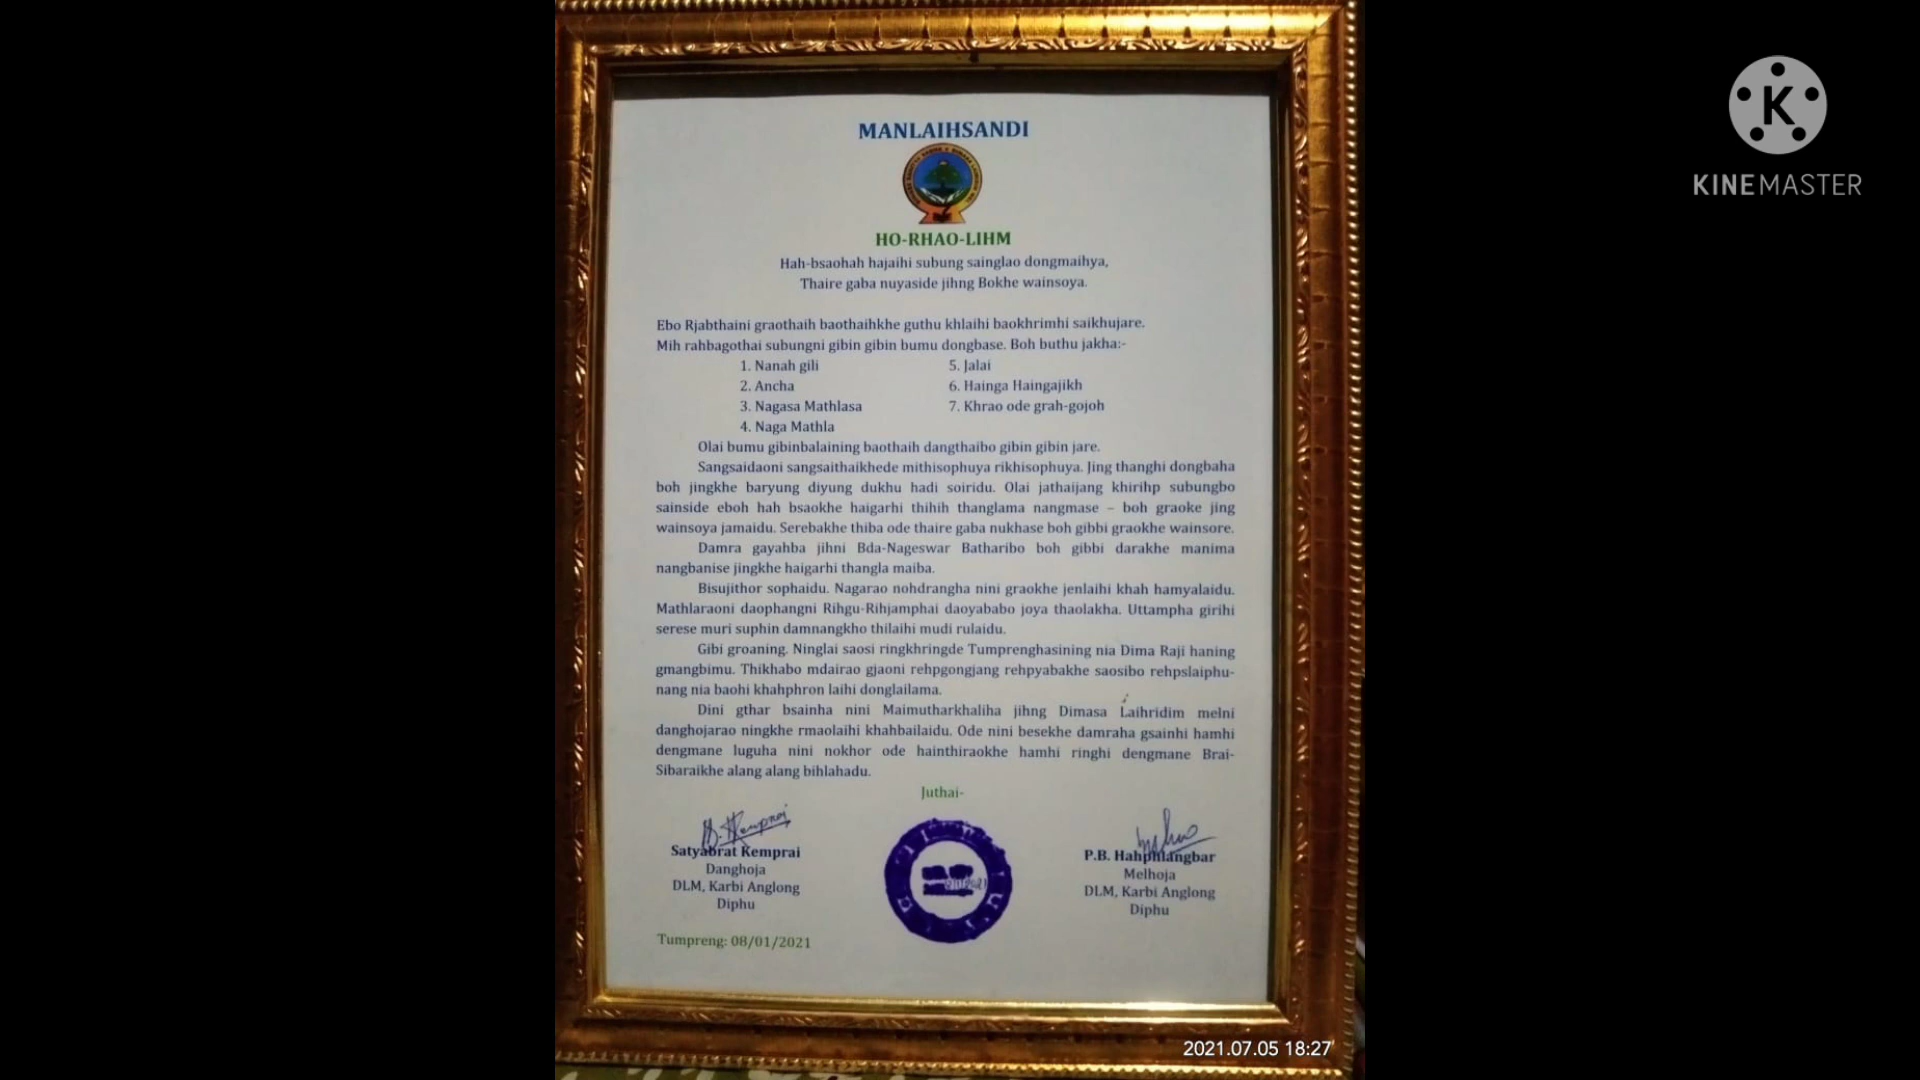 MANLAIHSANDI
HO-RHAO-LIHM
Hah-bsaohah hajaihi subung sainglao dongmaihya,
Thaire gaba nuyaside jihng Bokhe wainsoya.
Ebo Rjabthaini graothaih baothaihkhe guthu khlaihi baokhrimhi saikhujare.
Mih rahbagothai subungni gibin gibin bumu dongbase. Boh buthu jakha:-
1. Nanah gili
2. Ancha
3. Nagasa Mathlasa
4. Naga Mathla
5. Jalai
6. Hainga Haingajikh
7. Khrao ode grah-gojoh
Olai bumu gibinbalaining baothaih dangthaibo gibin gibin jare.
Sangsaidaoni sangsaithaikhede mithisophuya rikhisophuya. Jing thanghi dongbaha
boh jingkhe baryung diyung dukhu hadi soiridu. Olai jathaijang khirihp subungbo
sainside eboh hah bsaokhe haigarhi thihih thanglama nangmase – boh graoke jing
wainsoya jamaidu. Serebakhe thiba ode thaire gaba nukhase boh gibbi graokhe wainsore.
Damra gayahba jihni Bda-Nageswar Batharibo boh gibbi darakhe manima
nangbanise jingkhe haigarhi thangla maiba.
Bisujithor sophaidu. Nagarao nohdrangha nini graokhe jenlaihi khah hamyalaidu.
Mathlaraoni daophangni Rihgu-Rihjamphai daoyababo joya thaolakha. Uttampha girihi
serese muri suphin damnangkho thilaihi mudi rulaidu.
Gibi groaning. Ninglai saosi ringkhringde Tumprenghasining nia Dima Raji haning
gmangbimu. Thikhabo mdairao gjaoni rehpgongjang rehpyabakhe saosibo rehpslaiphu-
nang nia baohi khahphron laihi donglailama.
Dini gthar bsainha nini Maimutharkhaliha jihng Dimasa Laihridim melni
danghojarao ningkhe rmaolaihi khahbailaidu. Ode nini besekhe damraha gsainhi hamhi
dengmane luguha nini nokhor ode hainthiraokhe hamhi ringhi dengmane Brai-
Sibaraikhe alang alang bihlahadu.
Juthai-
Satyabrat Kemprai
Danghoja
DLM, Karbi Anglong
Diphu
P.B. Hahphlangbar
Melhoja
DLM, Karbi Anglong
Diphu
Tumpreng: 08/01/2021
2021.07.05 18:27
K
KINEMASTER